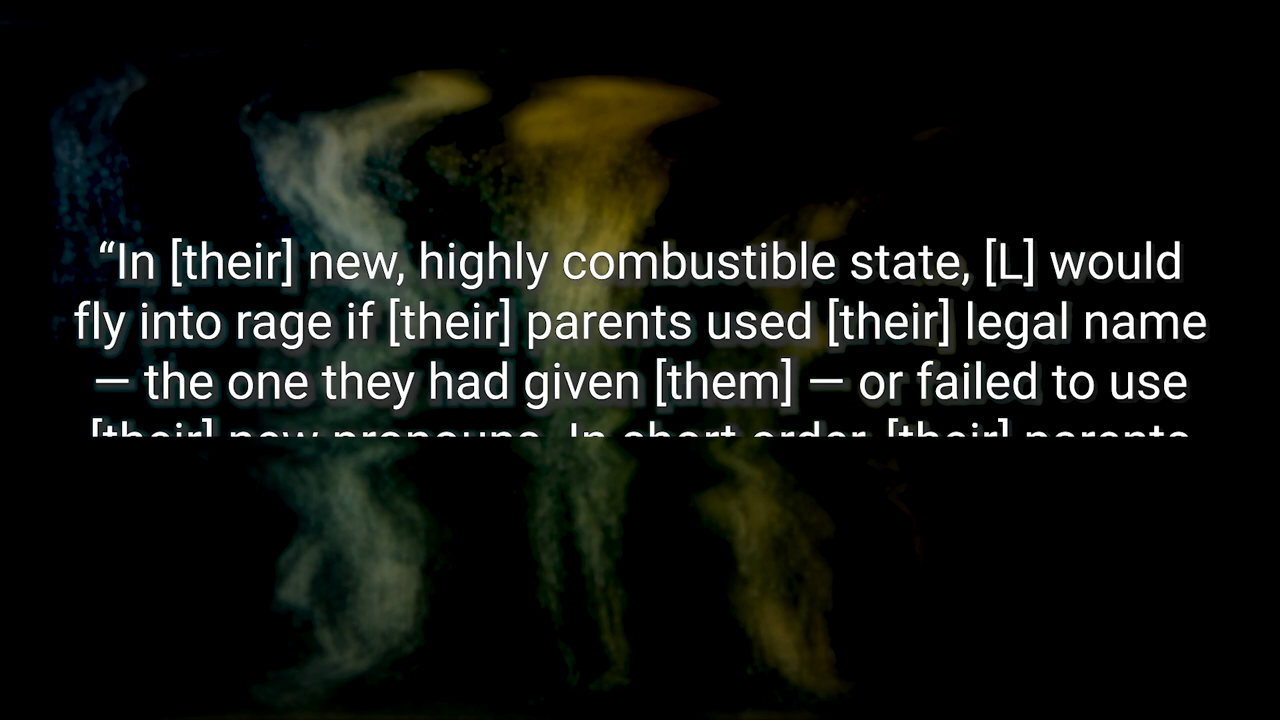 “In [their] new, highly combustible state, [L] would
fly into rage if [their] parents used [their] legal name
— the one they had given [them] — or failed to use
[their] new pronouns. In short order, [their] parents